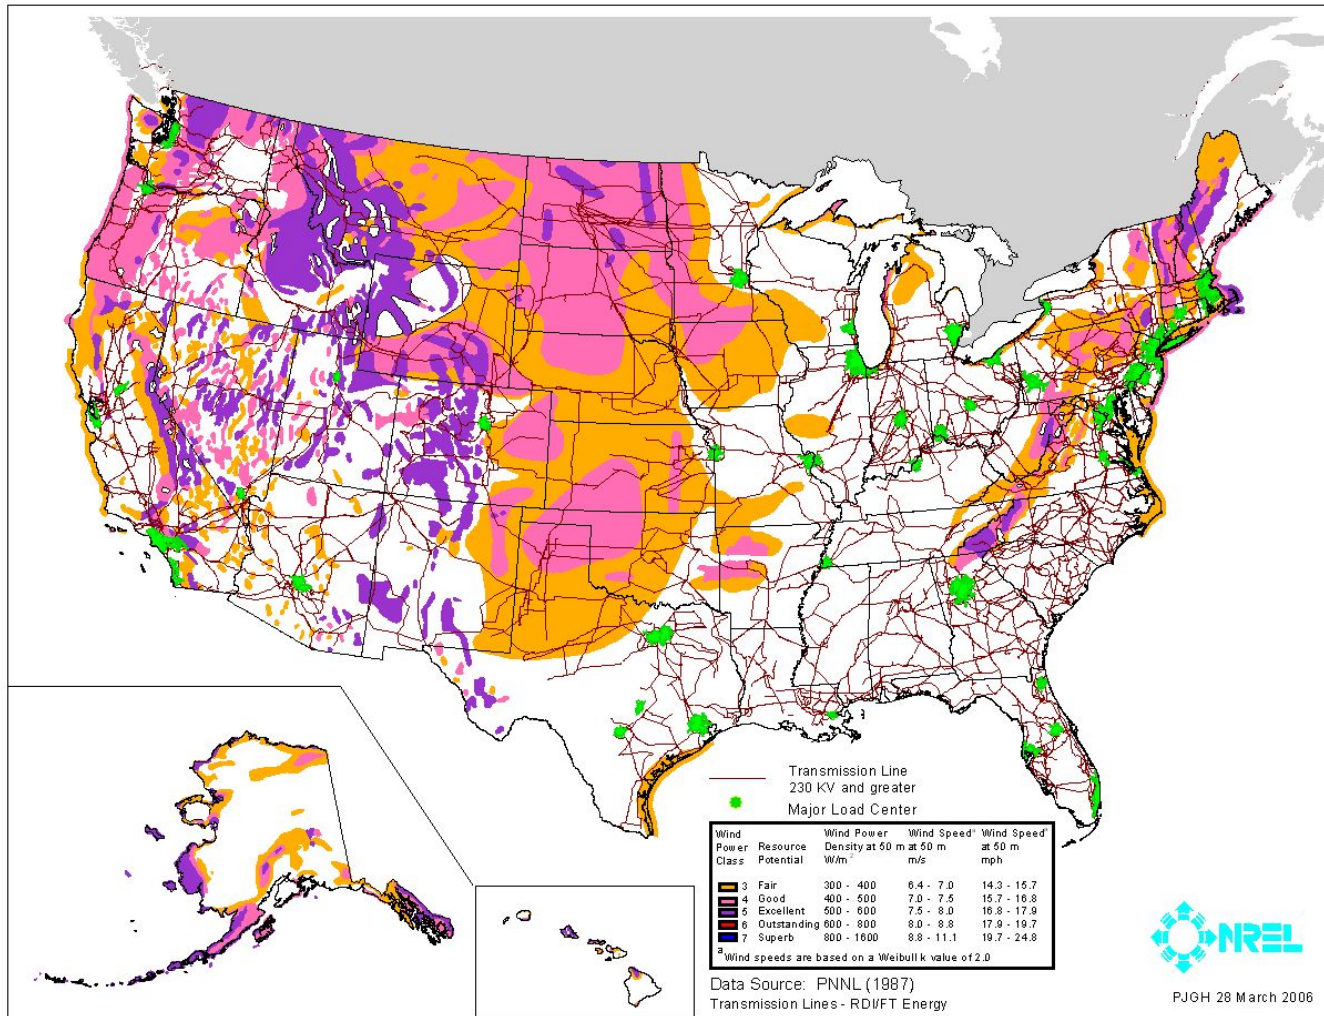 Transmission Line
230 KV and greater
Major Load Center
Wind Power Class Resource Potential Wind Power Density at 50 m W/m² Wind Speedᵃ at 50 m m/s Wind Speedᵃ at 50 m mph
3 Fair 300 - 400 6.4 - 7.0 14.3 - 15.7
4 Good 400 - 500 7.0 - 7.5 15.7 - 16.8
5 Excellent 500 - 600 7.5 - 8.0 16.8 - 17.9
6 Outstanding 600 - 800 8.0 - 8.8 17.9 - 19.7
7 Superb 800 - 1600 8.8 - 11.1 19.7 - 24.8
ᵃ Wind speeds are based on a Weibull k value of 2.0
Data Source: PNNL (1987)
Transmission Lines - RDI/FT Energy
NREL
PJGH 28 March 2006